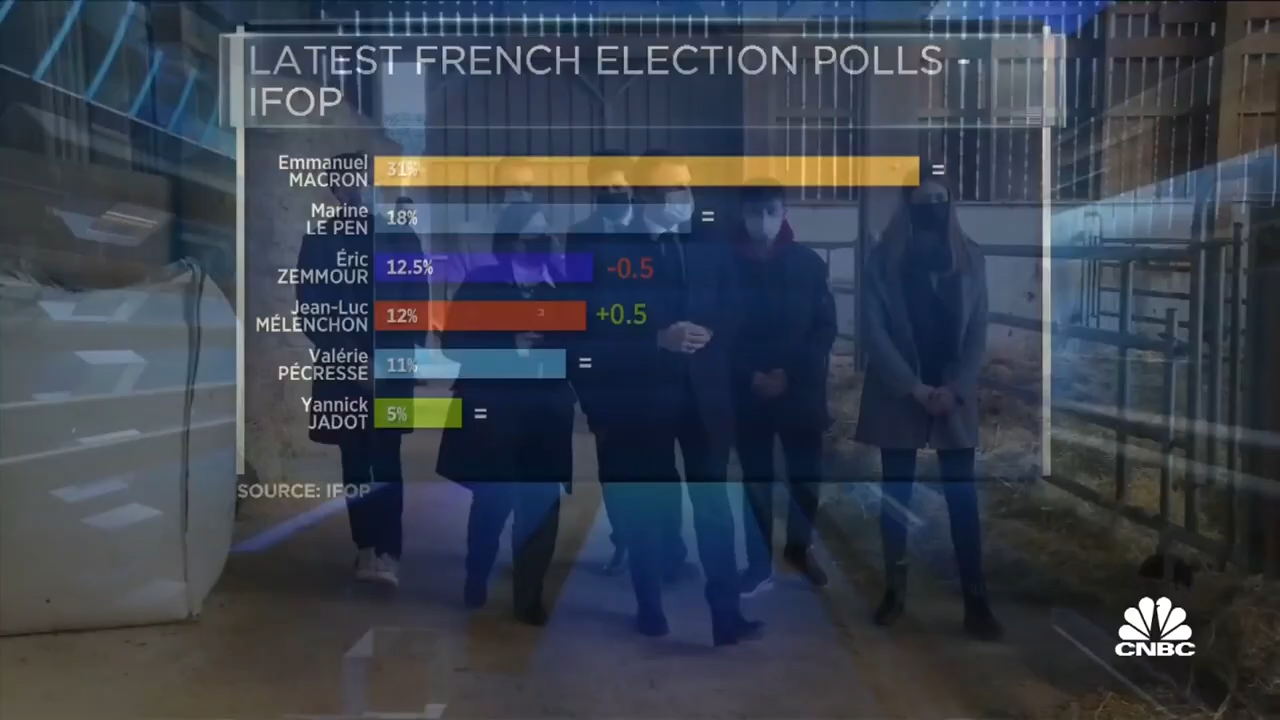 LATEST FRENCH ELECTION POLLS -
IFOP
Emmanuel
MACRON
31%
=
Marine
LE PEN
18%
=
Éric
ZEMMOUR
12.5%
-0.5
Jean-Luc
MÉLENCHON
12%
+0.5
Valérie
PÉCRESSE
11%
=
Yannick
JADOT
5%
=
SOURCE: IFOP
CNBC